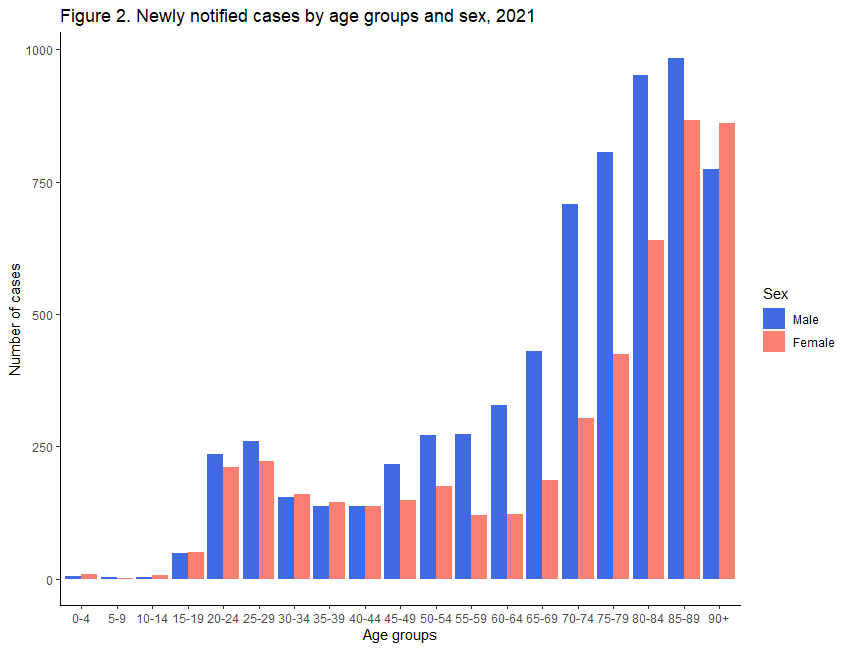 Figure 2. Newly notified cases by age groups and sex, 2021
1000
750
500
250
0
Number of cases
0-4 5-9 10-14 15-19 20-24 25-29 30-34 35-39 40-44 45-49 50-54 55-59 60-64 65-69 70-74 75-79 80-84 85-89 90+
Age groups
Sex
Male
Female